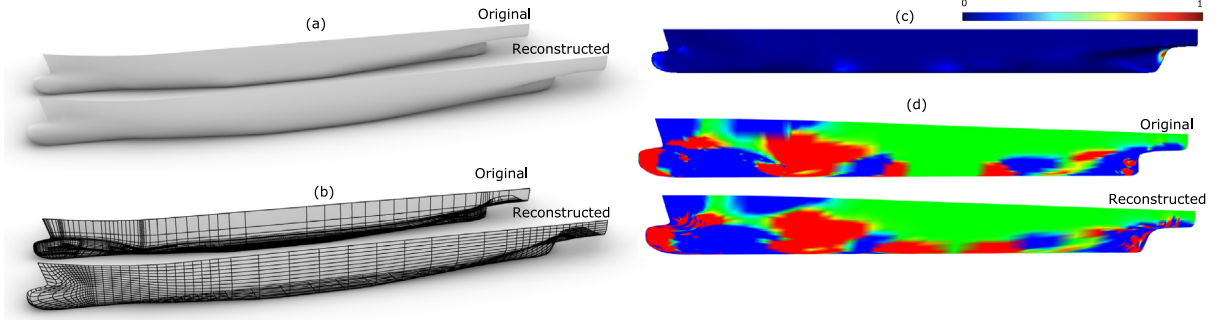 (a)
Original
Reconstructed
(b)
Original
Reconstructed
0
(c)
1
(d)
Original
Reconstructed